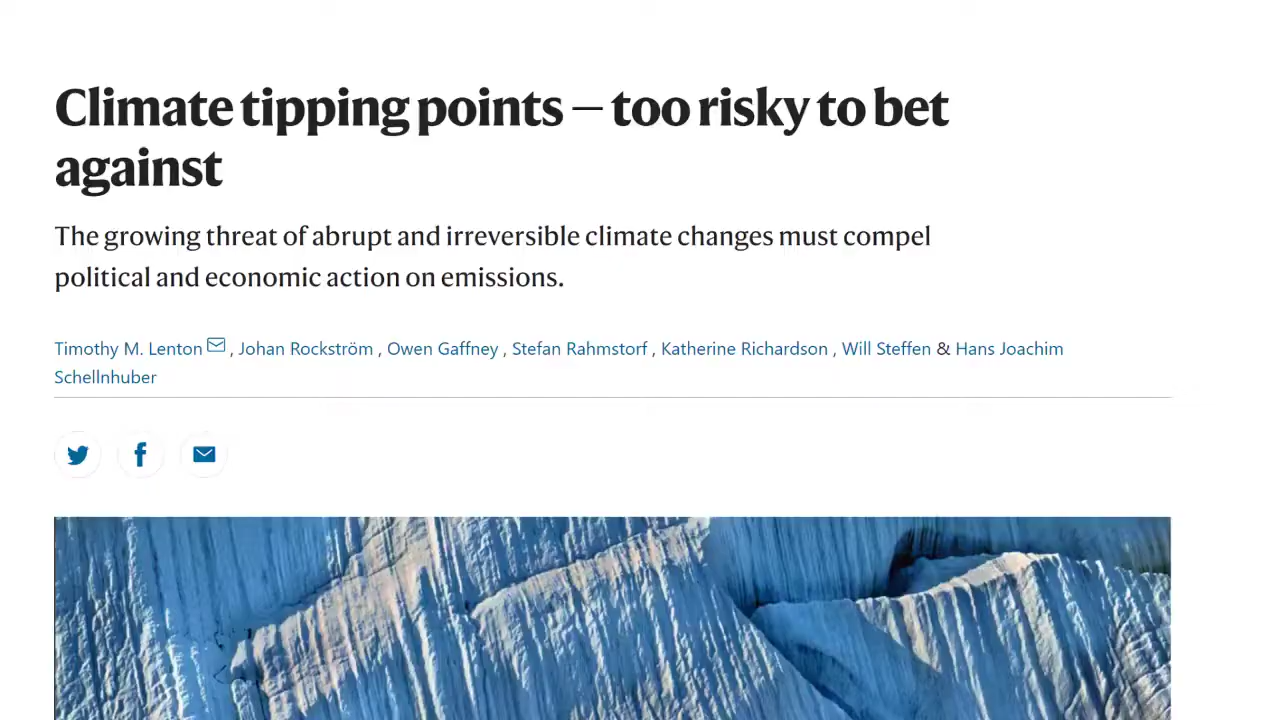 Climate tipping points — too risky to bet
against
The growing threat of abrupt and irreversible climate changes must compel
political and economic action on emissions.
Timothy M. Lenton , Johan Rockström , Owen Gaffney , Stefan Rahmstorf , Katherine Richardson , Will Steffen & Hans Joachim
Schellnhuber